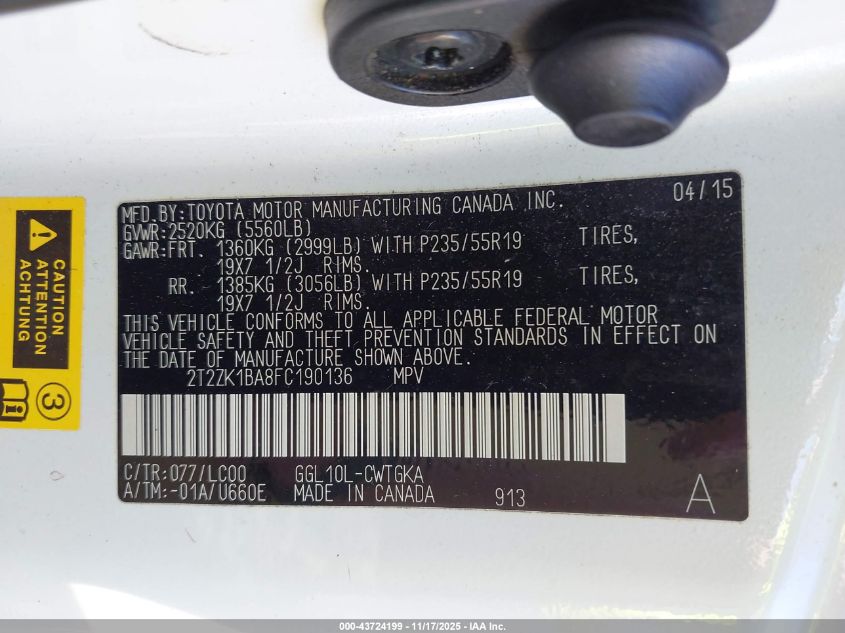 MFD.BY:TOYOTA MOTOR MANUFACTURING CANADA INC. 04/15
GVWR:2520KG (5560LB)
GAWR:FRT. 1360KG (2999LB) WITH P235/55R19 TIRES,
19X7 1/2J RIMS.
RR. 1385KG (3056LB) WITH P235/55R19 TIRES,
19X7 1/2J RIMS.
THIS VEHICLE CONFORMS TO ALL APPLICABLE FEDERAL MOTOR
VEHICLE SAFETY AND THEFT PREVENTION STANDARDS IN EFFECT ON
THE DATE OF MANUFACTURE SHOWN ABOVE.
2T2ZK1BA8FC190136 MPV
C/TR:077/LC00 GGL10L-CWTGKA
A/TM:-01A/U660E MADE IN CANADA 913 A
CAUTION
ATTENTION
ACHTUNG
3
000-43724199 - 11/17/2025 - IAA Inc.